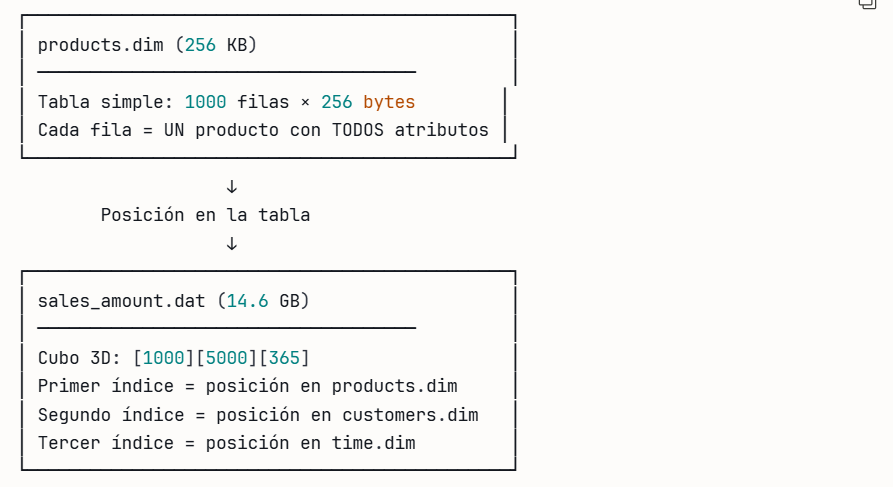 products.dim (256 KB)
Tabla simple: 1000 filas × 256 bytes
Cada fila = UN producto con TODOS atributos
↓
Posición en la tabla
↓
sales_amount.dat (14.6 GB)
Cubo 3D: [1000][5000][365]
Primer índice = posición en products.dim
Segundo índice = posición en customers.dim
Tercer índice = posición en time.dim